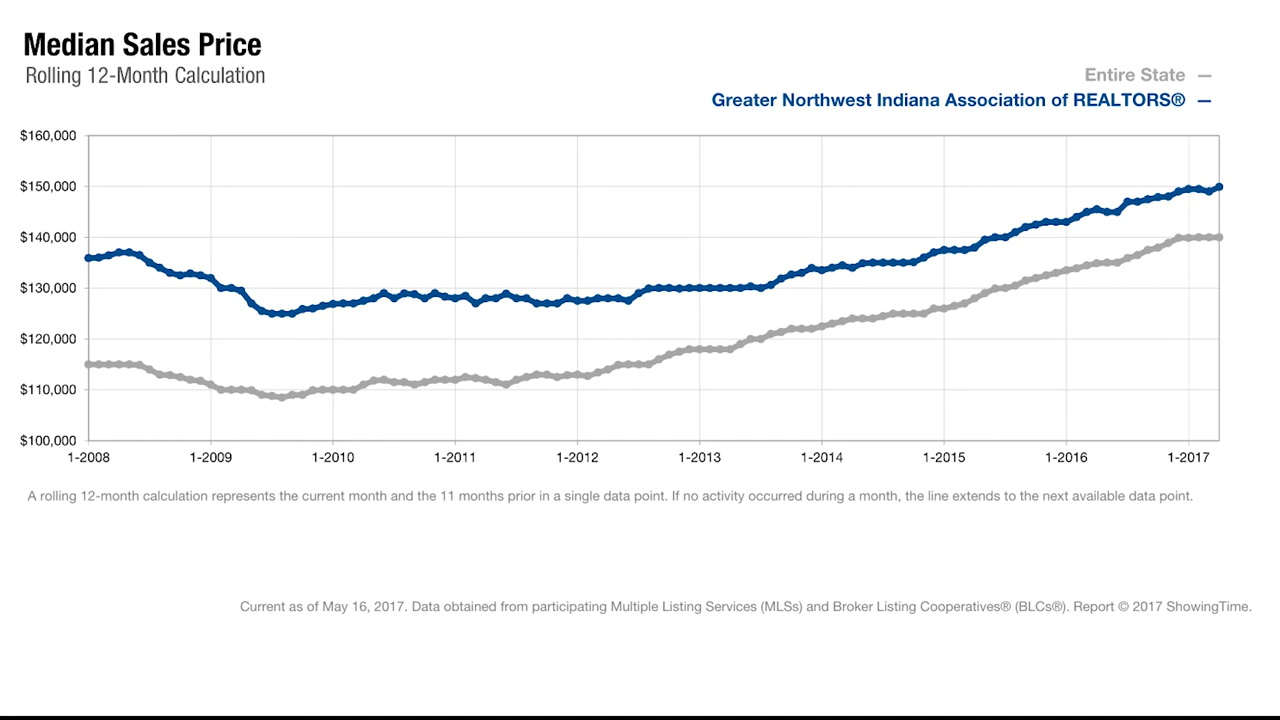 Median Sales Price
Rolling 12-Month Calculation
Entire State
Greater Northwest Indiana Association of REALTORS®
$160,000
$150,000
$140,000
$130,000
$120,000
$110,000
$100,000
1-2008 1-2009 1-2010 1-2011 1-2012 1-2013 1-2014 1-2015 1-2016 1-2017
A rolling 12-month calculation represents the current month and the 11 months prior in a single data point. If no activity occurred during a month, the line extends to the next available data point.
Current as of May 16, 2017. Data obtained from participating Multiple Listing Services (MLSs) and Broker Listing Cooperatives® (BLCs®). Report © 2017 ShowingTime.